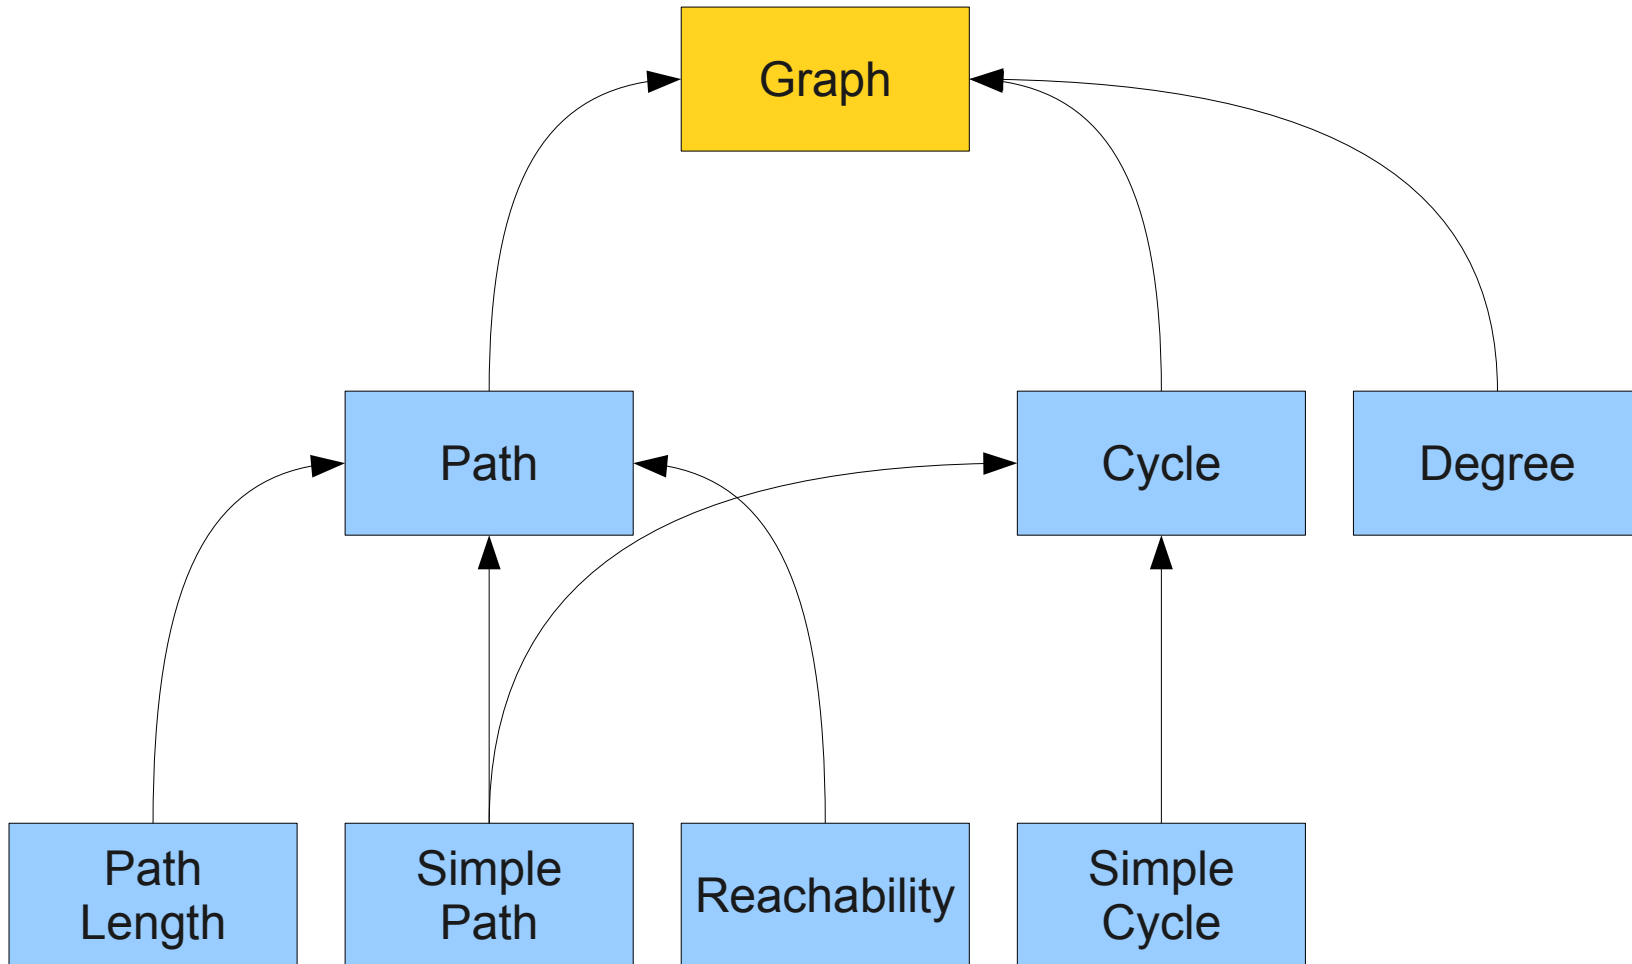 Graph
Path
Cycle
Degree
Path
Length
Simple
Path
Reachability
Simple
Cycle